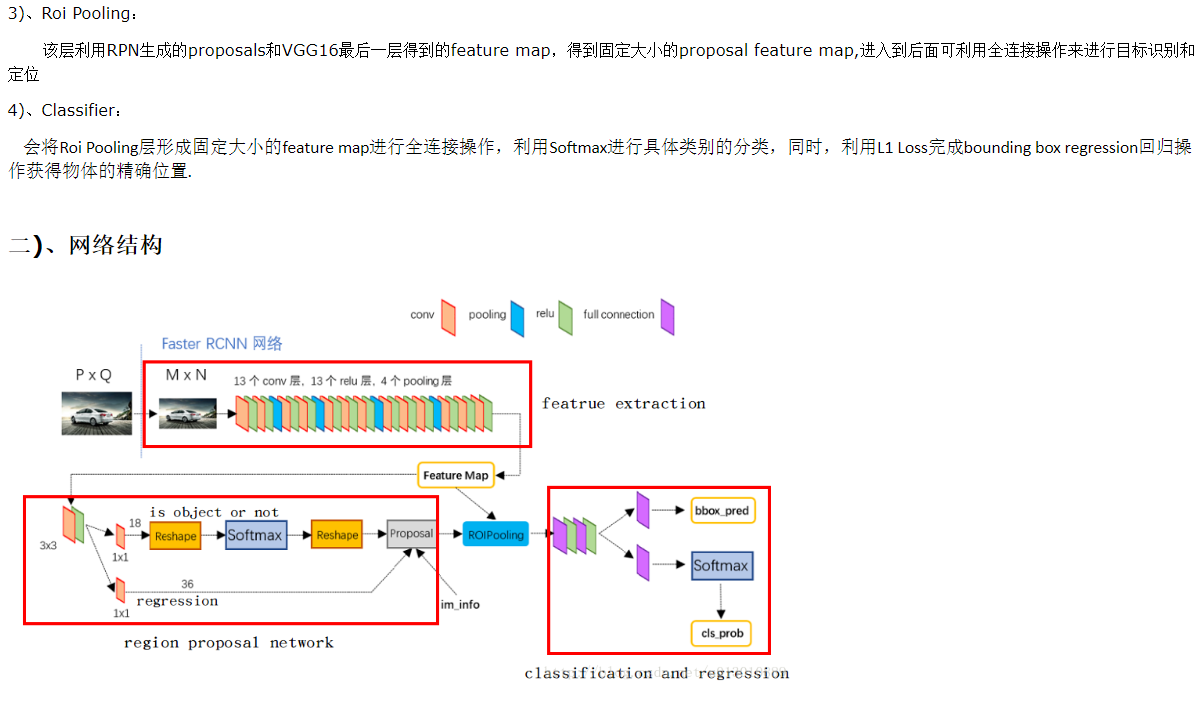 3)、Roi Pooling：
该层利用RPN生成的proposals和VGG16最后一层得到的feature map，得到固定大小的proposal feature map,进入到后面可利用全连接操作来进行目标识别和
定位
4)、Classifier：
会将Roi Pooling层形成固定大小的feature map进行全连接操作，利用Softmax进行具体类别的分类，同时，利用L1 Loss完成bounding box regression回归操
作获得物体的精确位置.
二)、网络结构
conv pooling relu full connection
Faster RCNN 网络
P x Q
M x N
13 个 conv 层，13 个 relu 层，4 个 pooling 层
featrue extraction
Feature Map
is object or not
18
3x3
1x1
Reshape
Softmax
Reshape
Proposal
ROIPooling
36
regression
1x1
im_info
region proposal network
bbox_pred
Softmax
cls_prob
classification and regression